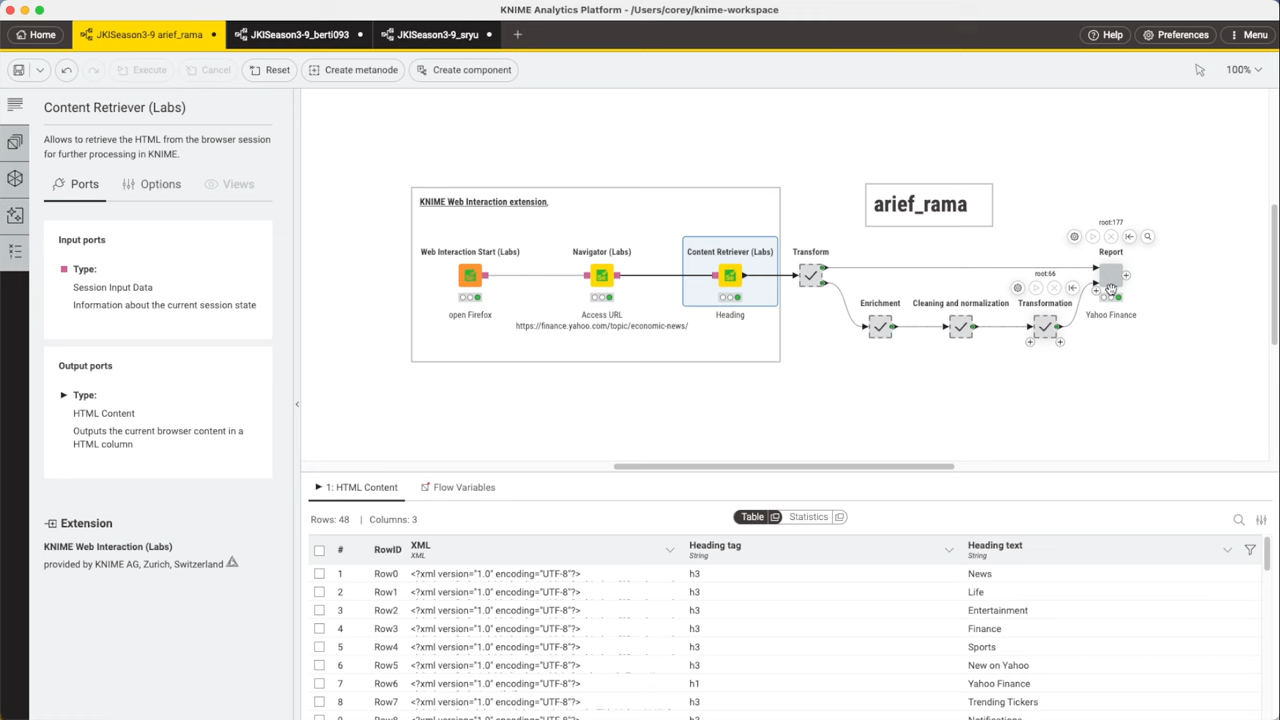 KNIME Analytics Platform - /Users/corey/knime-workspace
Home
JKISeason3-9 arief_rama
JKISeason3-9_berti093
JKISeason3-9_sryu
Help
Preferences
Menu
Execute
Cancel
Reset
Create metanode
Create component
100%
Content Retriever (Labs)
Allows to retrieve the HTML from the browser session
for further processing in KNIME.
Ports
Options
Views
Input ports
Type:
Session Input Data
Information about the current session state
Output ports
Type:
HTML Content
Outputs the current browser content in a
HTML column
Extension
KNIME Web Interaction (Labs)
provided by KNIME AG, Zurich, Switzerland
KNIME Web Interaction extension,
arief_rama
root:177
Web Interaction Start (Labs)
Navigator (Labs)
Content Retriever (Labs)
Transform
Report
root:66
Enrichment
Cleaning and normalization
Transformation
open Firefox
Access URL
https://finance.yahoo.com/topic/economic-news/
Heading
Yahoo Finance
1: HTML Content
Flow Variables
Rows: 48 | Columns: 3
Table
Statistics
# RowID XML Heading tag Heading text
XML String String
1 Row0 <?xml version="1.0" encoding="UTF-8"?> h3 News
2 Row1 <?xml version="1.0" encoding="UTF-8"?> h3 Life
3 Row2 <?xml version="1.0" encoding="UTF-8"?> h3 Entertainment
4 Row3 <?xml version="1.0" encoding="UTF-8"?> h3 Finance
5 Row4 <?xml version="1.0" encoding="UTF-8"?> h3 Sports
6 Row5 <?xml version="1.0" encoding="UTF-8"?> h3 New on Yahoo
7 Row6 <?xml version="1.0" encoding="UTF-8"?> h1 Yahoo Finance
8 Row7 <?xml version="1.0" encoding="UTF-8"?> h3 Trending Tickers